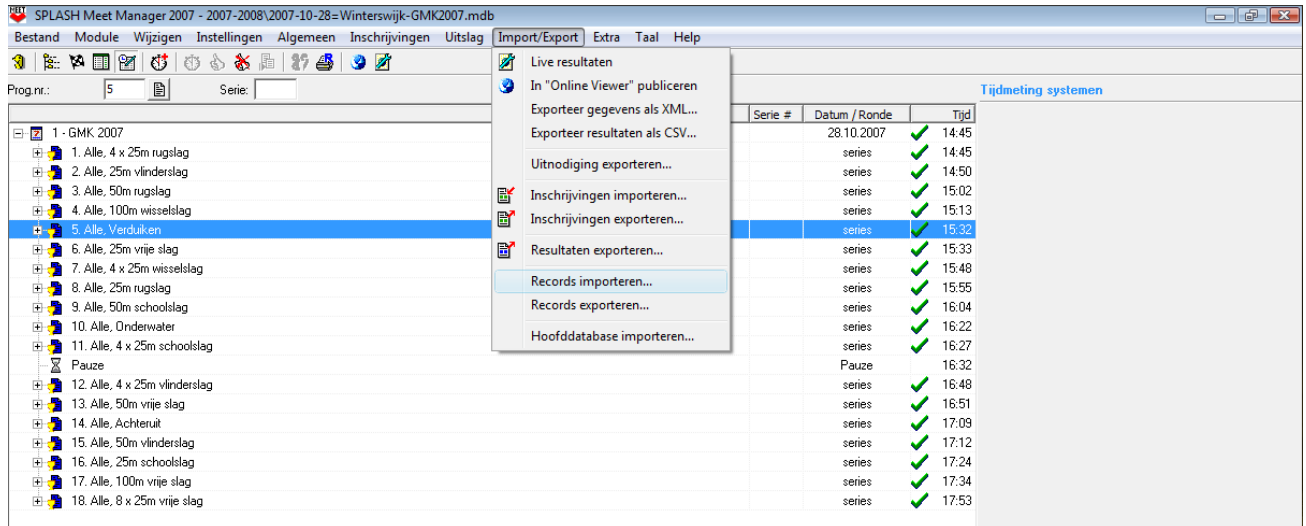 MEET
SPLASH Meet Manager 2007 - 2007-2008\2007-10-28=Winterswijk-GMK2007.mdb
Bestand Module Wijzigen Instellingen Algemeen Inschrijvingen Uitslag Import/Export Extra Taal Help
Prog.nr.: 5 Serie:
Tijdmeting systemen
Serie # Datum / Ronde Tijd
1 - GMK 2007 28.10.2007 14:45
1. Alle, 4 x 25m rugslag series 14:45
2. Alle, 25m vlinderslag series 14:50
3. Alle, 50m rugslag series 15:02
4. Alle, 100m wisselslag series 15:13
5. Alle, Verduiken series 15:32
6. Alle, 25m vrije slag series 15:33
7. Alle, 4 x 25m wisselslag series 15:48
8. Alle, 25m rugslag series 15:55
9. Alle, 50m schoolslag series 16:04
10. Alle, Onderwater series 16:22
11. Alle, 4 x 25m schoolslag series 16:27
Pauze Pauze 16:32
12. Alle, 4 x 25m vlinderslag series 16:48
13. Alle, 50m vrije slag series 16:51
14. Alle, Achteruit series 17:09
15. Alle, 50m vlinderslag series 17:12
16. Alle, 25m schoolslag series 17:24
17. Alle, 100m vrije slag series 17:34
18. Alle, 8 x 25m vrije slag series 17:53
Live resultaten
In "Online Viewer" publiceren
Exporteer gegevens als XML...
Exporteer resultaten als CSV...
Uitnodiging exporteren...
Inschrijvingen importeren...
Inschrijvingen exporteren...
Resultaten exporteren...
Records importeren...
Records exporteren...
Hoofddatabase importeren...